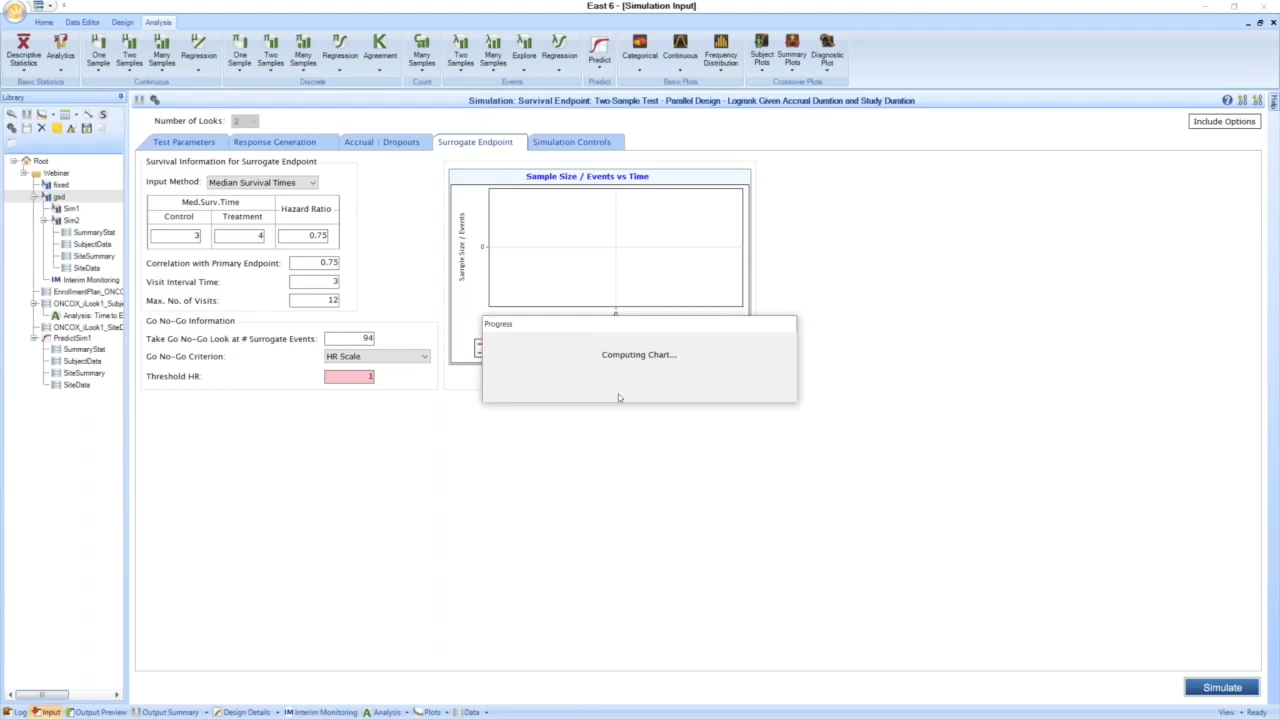 East 6 - [Simulation Input]
Home Data Editor Design Analysis
Descriptive Statistics Analytics One Sample Two Samples Many Samples Regression One Sample Two Samples Many Samples Regression Agreement Many Samples Two Samples Many Samples Explore Regression Predict Categorical Continuous Frequency Distribution Subject Plots Summary Plots Diagnostic Plot
Basic Statistics Continuous Discrete Count Events Predict Basic Plots Crossover Plots
Library
Simulation: Survival Endpoint: Two-Sample Test - Parallel Design - Logrank Given Accrual Duration and Study Duration
Help
Number of Looks: 2
Include Options
Test Parameters Response Generation Accrual / Dropouts Surrogate Endpoint Simulation Controls
Root
Webinar
fixed
gsd
Sim1
Sim2
SummaryStat
SubjectData
SiteSummary
SiteData
IM Interim Monitoring
EnrollmentPlan_ONC
ONCOX_iLook1_Subje
Analysis: Time to E
ONCOX_iLook1_SiteD
PredictSim1
SummaryStat
SubjectData
SiteSummary
SiteData
Survival Information for Surrogate Endpoint
Input Method: Median Survival Times
Med.Surv.Time Hazard Ratio
Control Treatment
3 4 0.75
Correlation with Primary Endpoint: 0.75
Visit Interval Time: 3
Max. No. of Visits: 12
Go No-Go Information
Take Go No-Go Look at # Surrogate Events: 94
Go No-Go Criterion: HR Scale
Threshold HR: 1
Sample Size / Events vs Time
Sample Size / Events
0
0
Progress
Computing Chart...
Simulate
Log Input Output Preview Output Summary Design Details IM Interim Monitoring A Analysis Plots Data View Ready